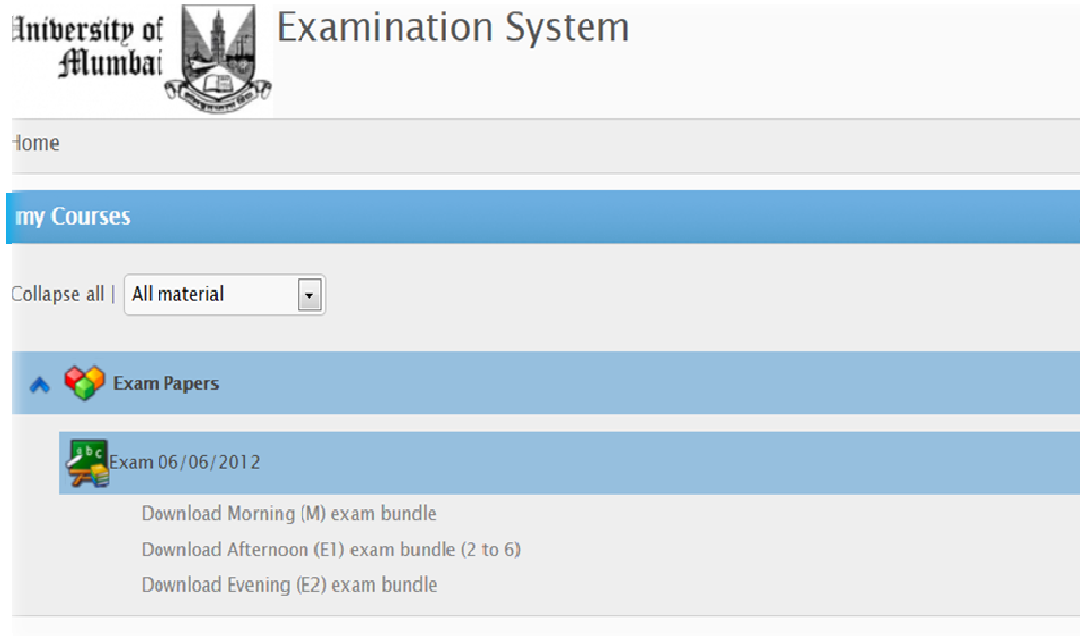 University of
Mumbai
Examination System
Home
my Courses
Collapse all | All material
Exam Papers
abc
Exam 06/06/2012
Download Morning (M) exam bundle
Download Afternoon (E1) exam bundle (2 to 6)
Download Evening (E2) exam bundle